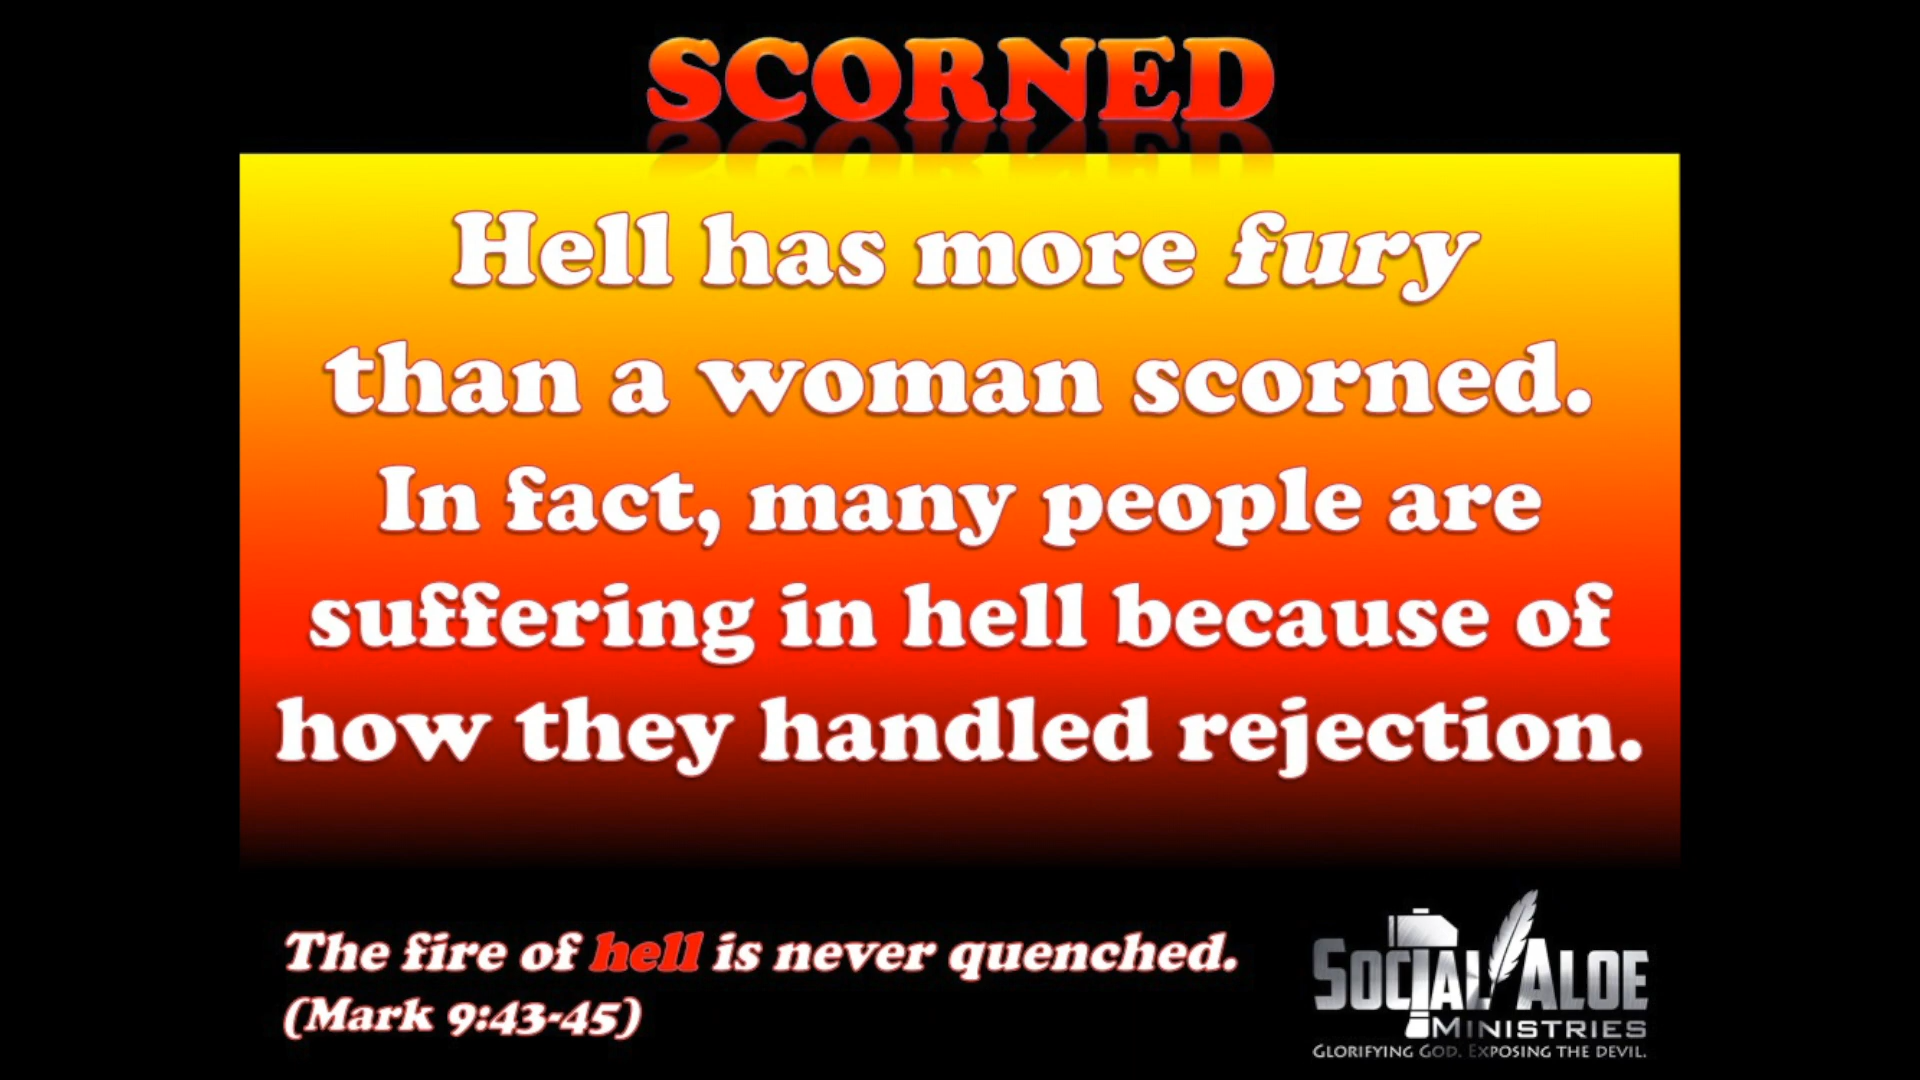 SCORNED
Hell has more fury
than a woman scorned.
In fact, many people are
suffering in hell because of
how they handled rejection.
The fire of hell is never quenched.
(Mark 9:43-45)
SOCIAL ALOE
MINISTRIES
GLORIFYING GOD. EXPOSING THE DEVIL.